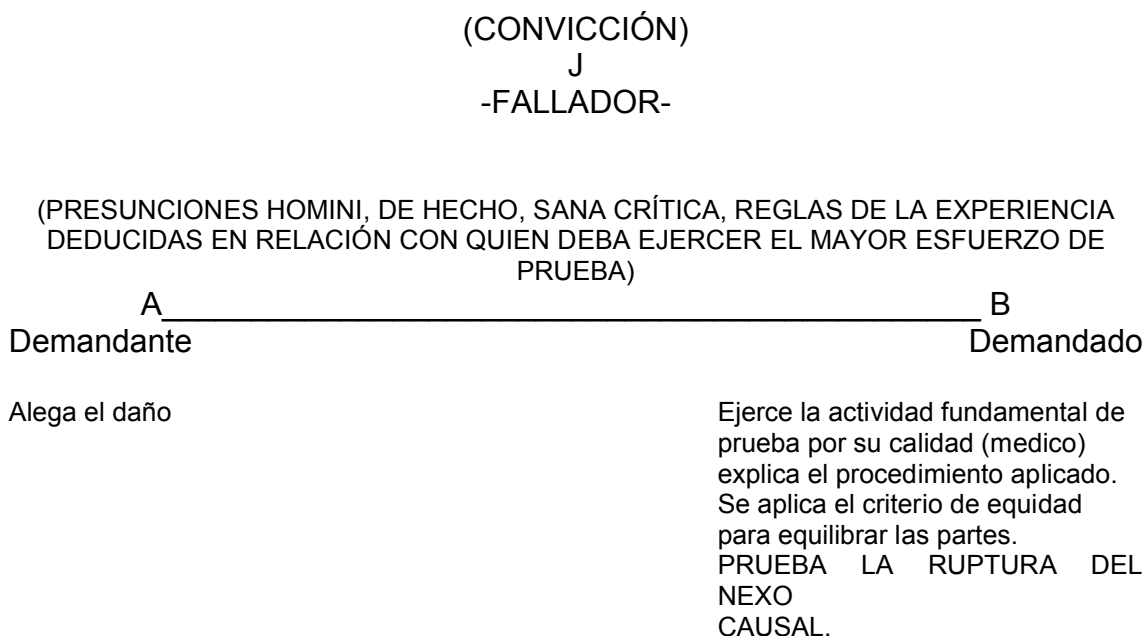 (CONVICCIÓN)
J
-FALLADOR-
(PRESUNCIONES HOMINI, DE HECHO, SANA CRÍTICA, REGLAS DE LA EXPERIENCIA
DEDUCIDAS EN RELACIÓN CON QUIEN DEBA EJERCER EL MAYOR ESFUERZO DE
PRUEBA)
A______________________________________________ B
Demandante Demandado
Alega el daño Ejerce la actividad fundamental de
prueba por su calidad (medico)
explica el procedimiento aplicado.
Se aplica el criterio de equidad
para equilibrar las partes.
PRUEBA LA RUPTURA DEL
NEXO
CAUSAL.